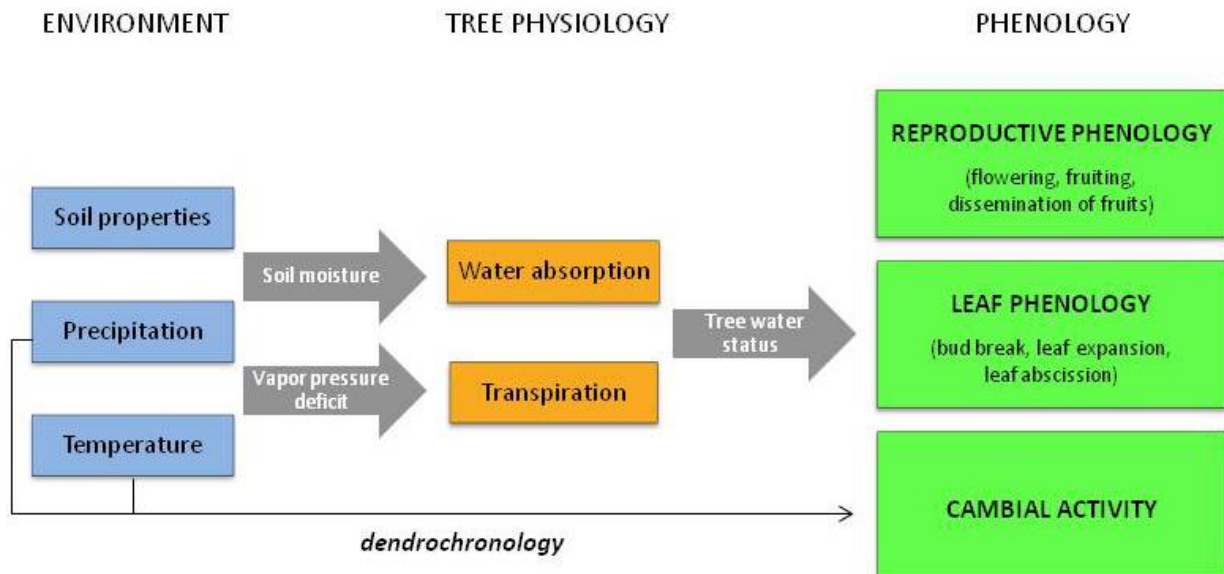 ENVIRONMENT
TREE PHYSIOLOGY
PHENOLOGY
Soil properties
Precipitation
Temperature
Soil moisture
Vapor pressure
deficit
Water absorption
Transpiration
Tree water
status
REPRODUCTIVE PHENOLOGY
(flowering, fruiting,
dissemination of fruits)
LEAF PHENOLOGY
(bud break, leaf expansion,
leaf abscission)
CAMBIAL ACTIVITY
dendrochronology